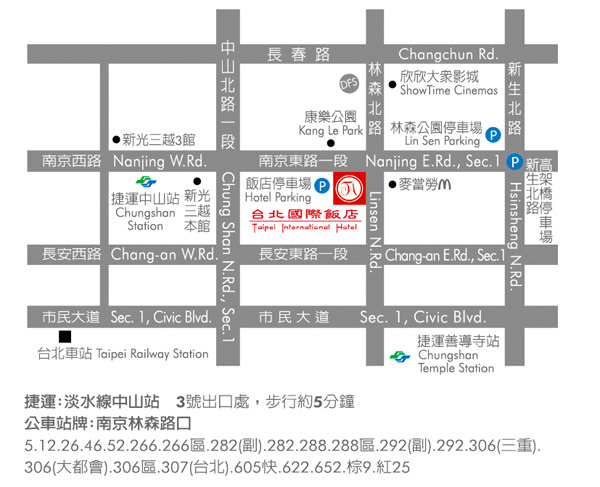 長春路 Changchun Rd.
中山北路一段
Chung Shan N.Rd., Sec.1
DFS
林森北路
Linsen N.Rd.
欣欣大衆影城
ShowTime Cinemas
新生北路
Hsinsheng N.Rd.
康樂公園
Kang Le Park
林森公園停車場
Lin Sen Parking P
新光三越3館
南京西路 Nanjing W.Rd.
南京東路一段 Nanjing E.Rd., Sec.1 P
新生北路
高架橋停車場
捷運中山站
Chungshan
Station
新光
三越
本館
飯店停車場 P
Hotel Parking
麥當勞
台北國際飯店
Taipei International Hotel
長安西路 Chang-an W.Rd.
長安東路一段 Chang-an E.Rd., Sec.1
市民大道 Sec. 1, Civic Blvd.
市民大道 Sec. 1, Civic Blvd.
台北車站 Taipei Railway Station
捷運善導寺站
Chungshan
Temple Station
捷運:淡水線中山站 3號出口處，步行約5分鐘
公車站牌:南京林森路口
5.12.26.46.52.266.266區.282(副).282.288.288區.292(副).292.306(三重).
306(大都會).306區.307(台北).605快.622.652.棕9.紅25